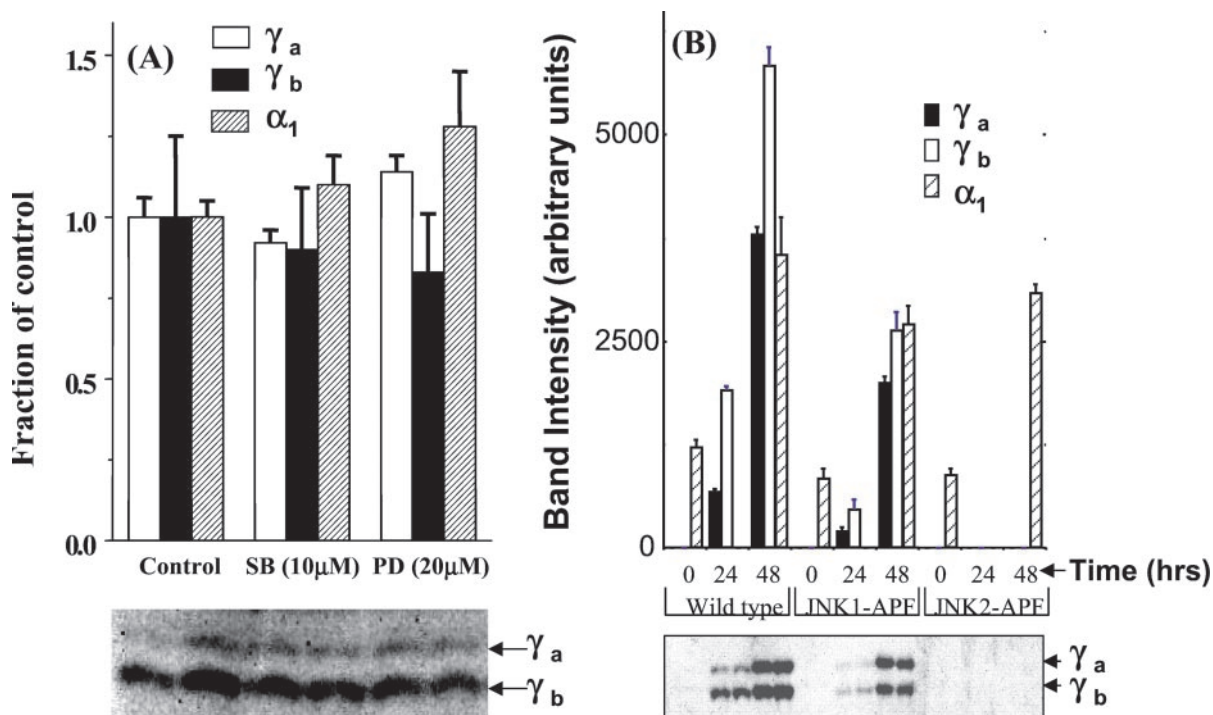 (A)
γ a
γ b
α1
1.5
1.0
0.5
0.0
Fraction of control
Control SB (10μM) PD (20μM)
γ a
γ b
(B)
γ a
γ b
α1
5000
2500
0
Band Intensity (arbitrary units)
0 24 48 0 24 48 0 24 48 Time (hrs)
Wild type JNK1-APF JNK2-APF
γ a
γ b